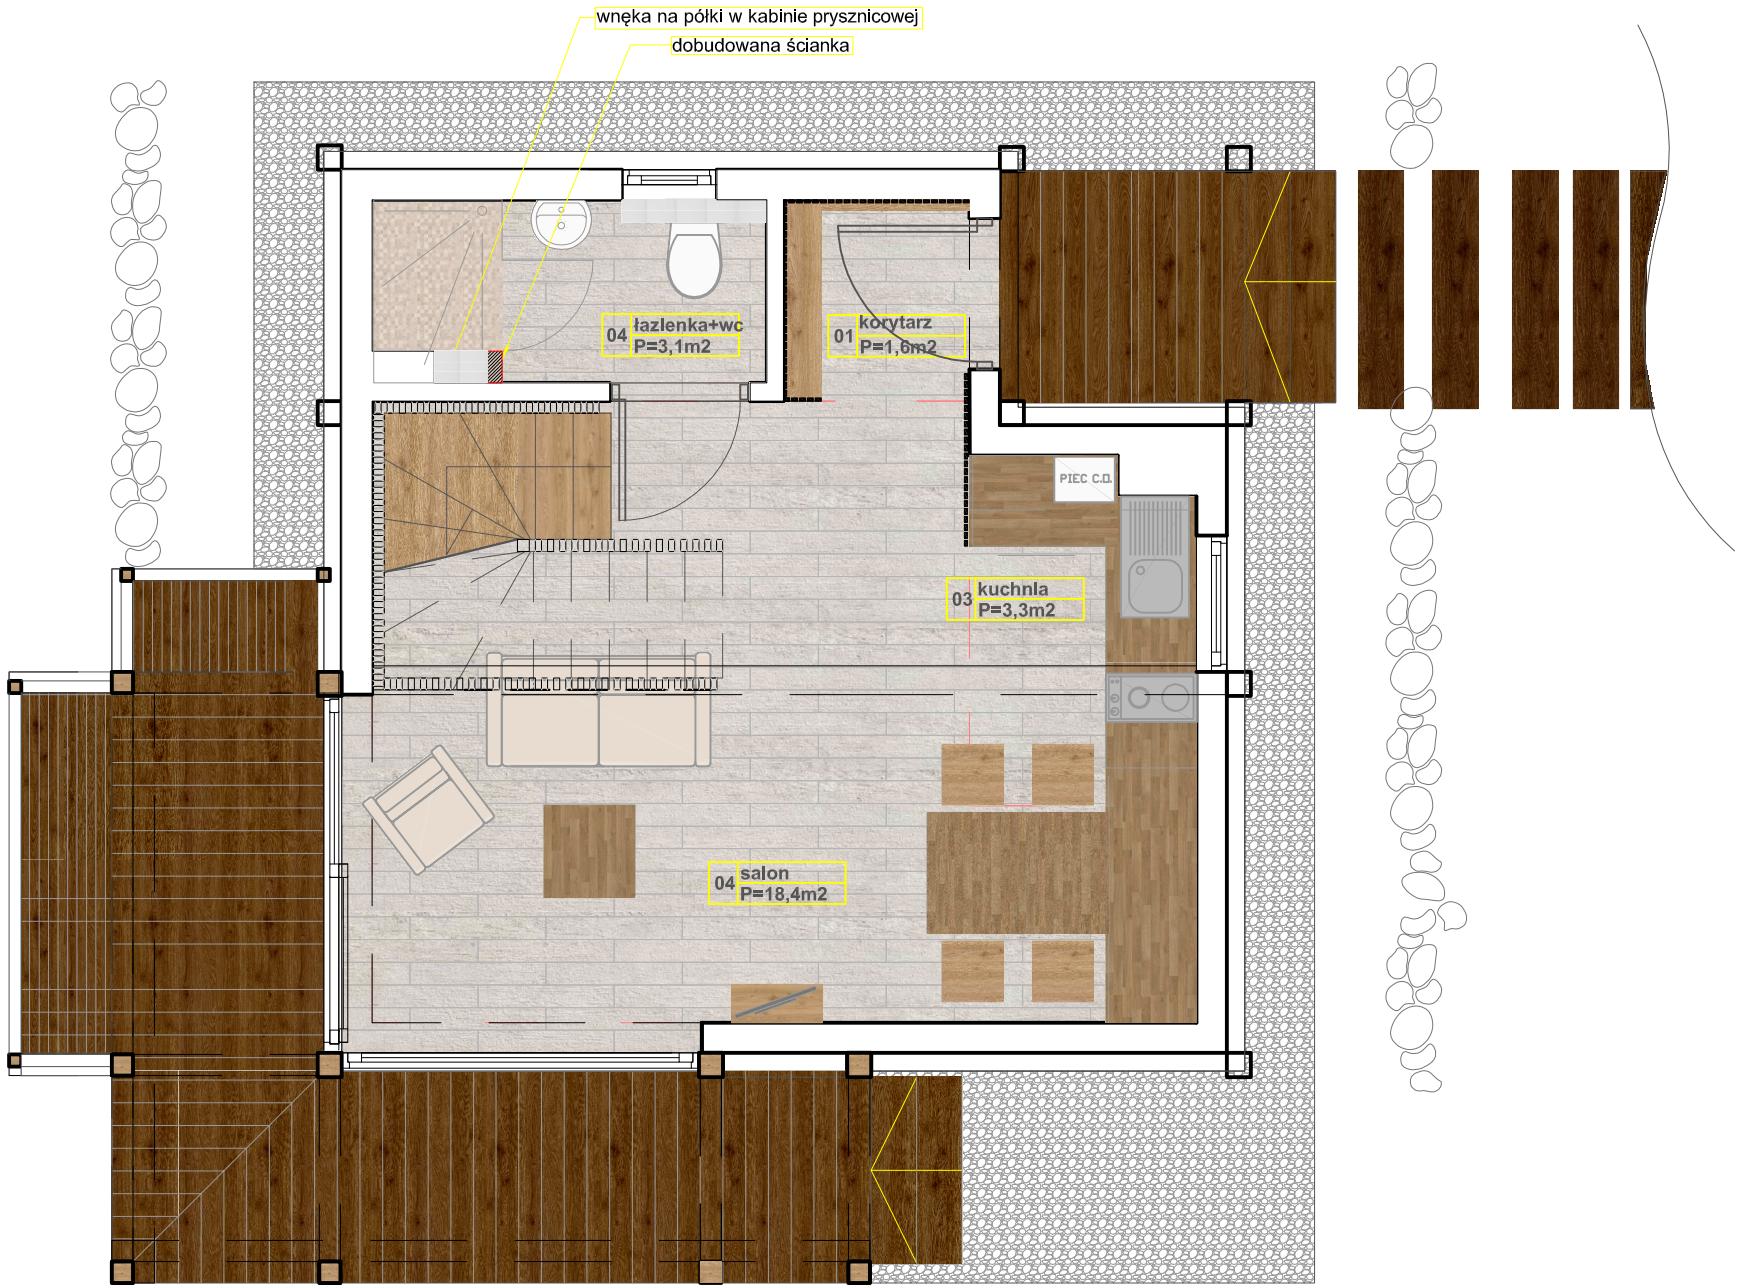 wnęka na półki w kabinie prysznicowej
dobudowana ścianka
04 łazienka+wc
P=3,1m2
01 korytarz
P=1,6m2
PIEC C.O.
03 kuchnia
P=3,3m2
04 salon
P=18,4m2